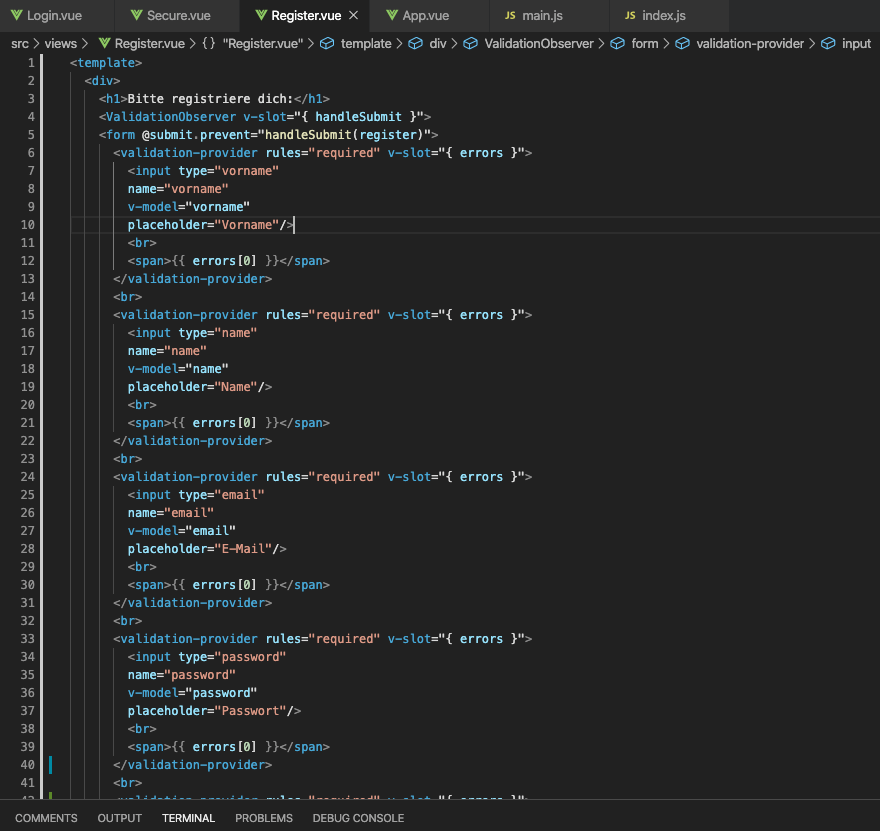 Login.vue Secure.vue Register.vue × App.vue JS main.js JS index.js
src > views > Register.vue > {} "Register.vue" > template > div > ValidationObserver > form > validation-provider > input
1 <template>
2 <div>
3 <h1>Bitte registriere dich:</h1>
4 <ValidationObserver v-slot="{ handleSubmit }">
5 <form @submit.prevent="handleSubmit(register)">
6 <validation-provider rules="required" v-slot="{ errors }">
7 <input type="vorname"
8 name="vorname"
9 v-model="vorname"
10 placeholder="Vorname"/>
11 <br>
12 <span>{{ errors[0] }}</span>
13 </validation-provider>
14 <br>
15 <validation-provider rules="required" v-slot="{ errors }">
16 <input type="name"
17 name="name"
18 v-model="name"
19 placeholder="Name"/>
20 <br>
21 <span>{{ errors[0] }}</span>
22 </validation-provider>
23 <br>
24 <validation-provider rules="required" v-slot="{ errors }">
25 <input type="email"
26 name="email"
27 v-model="email"
28 placeholder="E-Mail"/>
29 <br>
30 <span>{{ errors[0] }}</span>
31 </validation-provider>
32 <br>
33 <validation-provider rules="required" v-slot="{ errors }">
34 <input type="password"
35 name="password"
36 v-model="password"
37 placeholder="Passwort"/>
38 <br>
39 <span>{{ errors[0] }}</span>
40 </validation-provider>
41 <br>
42 <validation-provider rules="required" v-slot="{ errors }">
COMMENTS OUTPUT TERMINAL PROBLEMS DEBUG CONSOLE